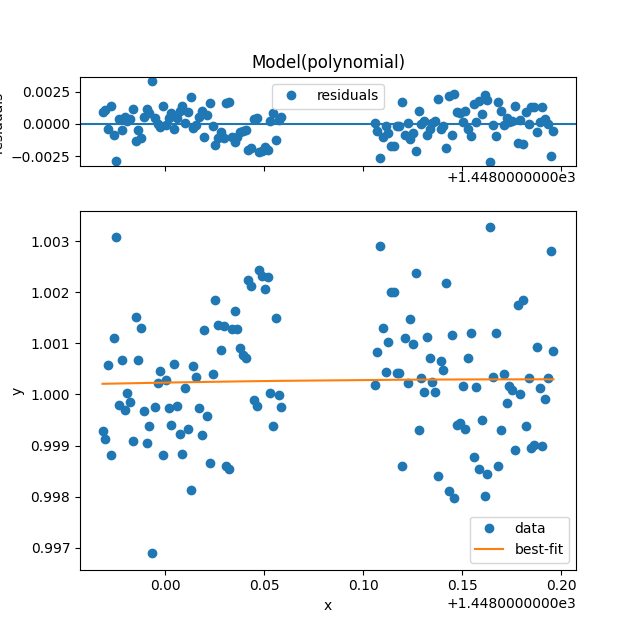 Model(polynomial)
0.0025
0.0000
−0.0025
residuals
+1.4480000000e3
1.003
1.002
1.001
1.000
0.999
0.998
0.997
y
data
best-fit
0.00
0.05
0.10
0.15
0.20
x
+1.4480000000e3